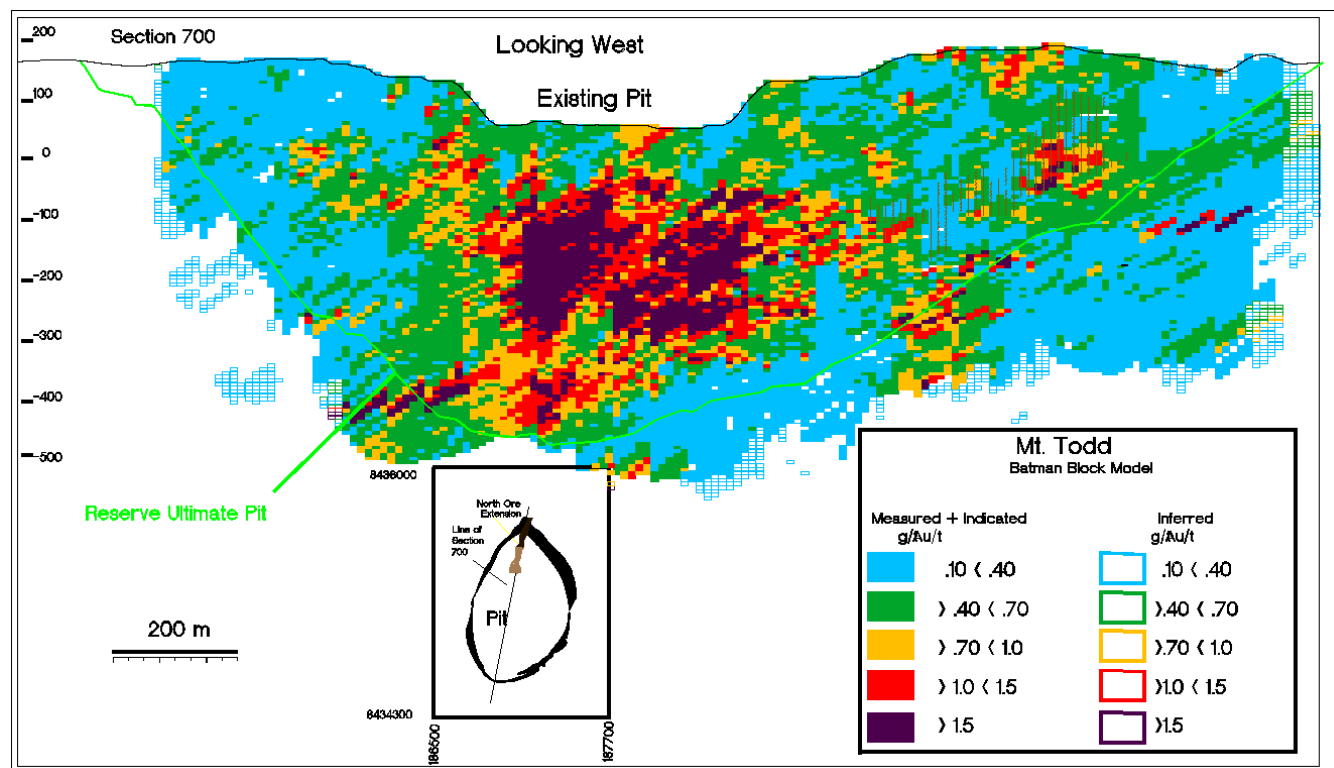 Section 700
Looking West
Existing Pit
200
100
0
-100
-200
-300
-400
-500
Reserve Ultimate Pit
200 m
8436000
North Ore
Extension
Line of
Section
700
Pit
8434300
186500
187700
Mt. Todd
Batman Block Model
Measured + Indicated
g/Au/t
.10 < .40
> .40 < .70
> .70 < 1.0
> 1.0 < 1.5
> 1.5
Inferred
g/Au/t
.10 < .40
>.40 < .70
>.70 < 1.0
>1.0 < 1.5
>1.5